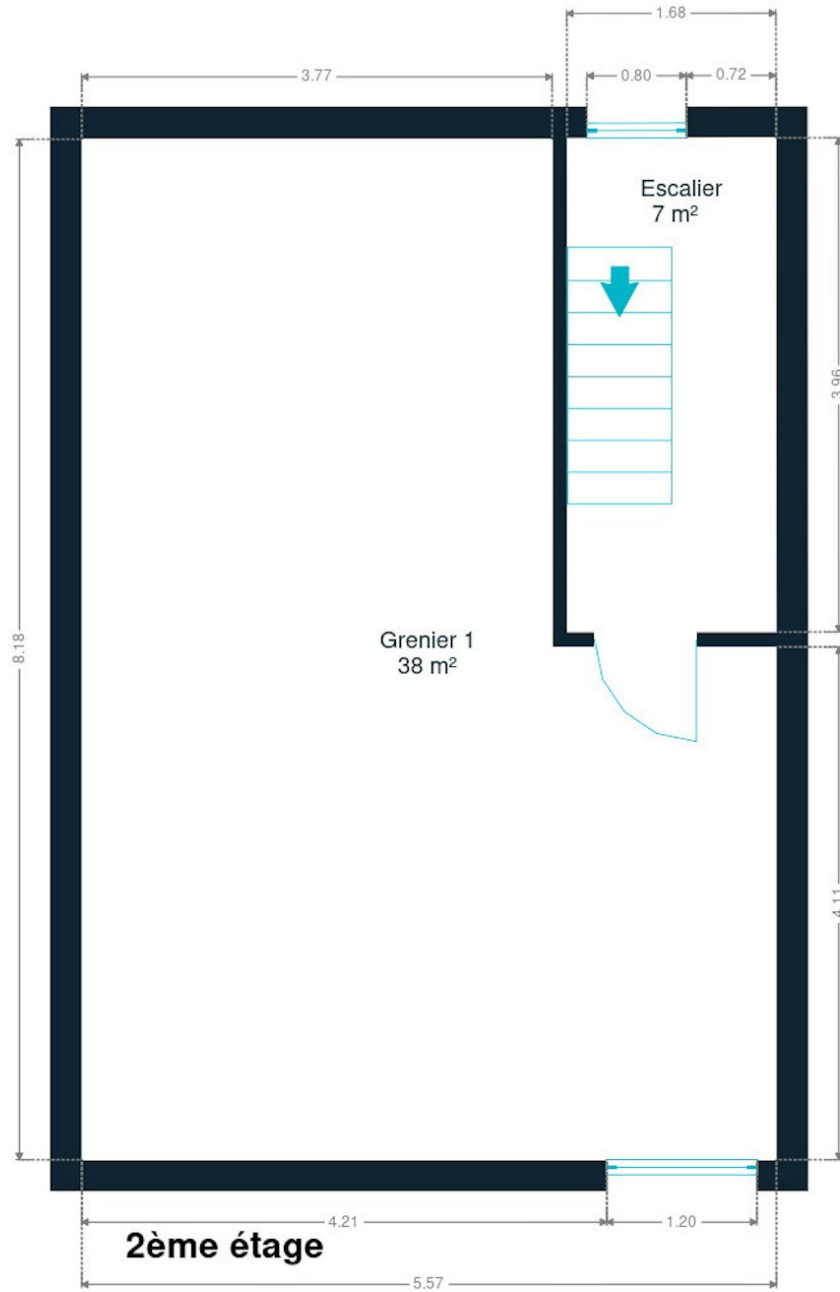 1.68
3.77
0.80
0.72
Escalier
7 m²
3.96
Grenier 1
38 m²
8.18
4.11
4.21
1.20
2ème étage
5.57